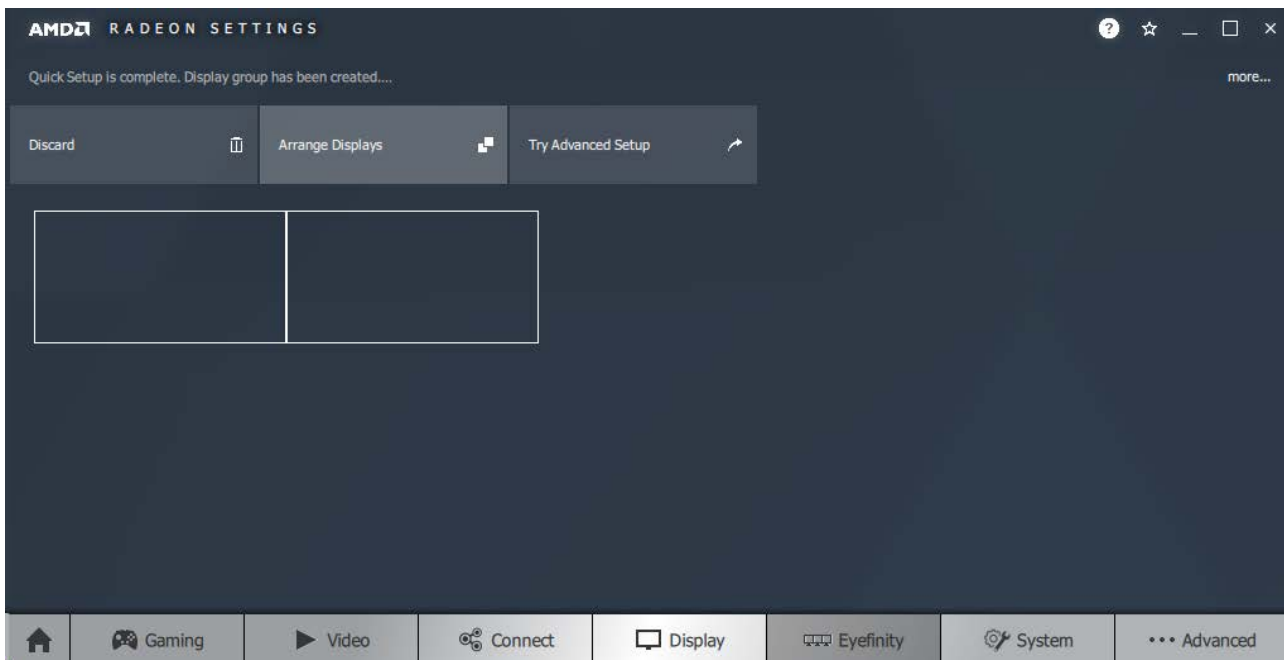 AMD RADEON SETTINGS ?
Quick Setup is complete. Display group has been created.... more...
Discard Arrange Displays Try Advanced Setup
Gaming Video Connect Display Eyefinity System Advanced